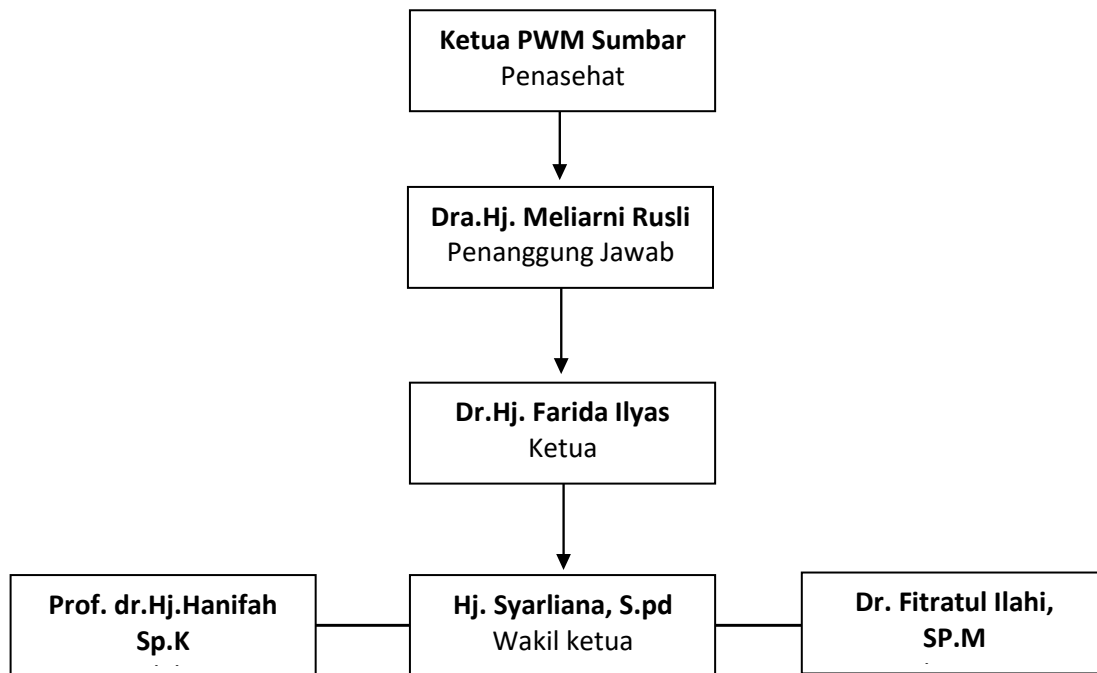 Ketua PWM Sumbar
Penasehat
Dra.Hj. Meliarni Rusli
Penanggung Jawab
Dr.Hj. Farida Ilyas
Ketua
Prof. dr.Hj.Hanifah
Sp.K
Hj. Syarliana, S.pd
Wakil ketua
Dr. Fitratul Ilahi,
SP.M